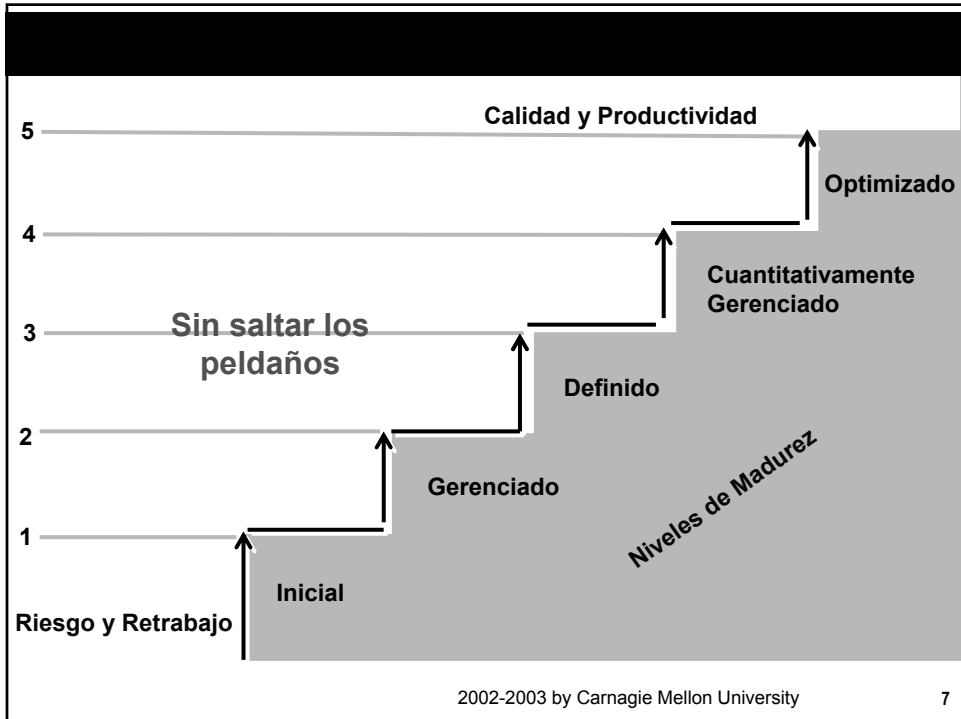 Calidad y Productividad
5
Optimizado
4
Cuantitativamente
Gerenciado
Sin saltar los
3
peldaños
Definido
2
Niveles de Madurez
Gerenciado
1
Inicial
Riesgo y Retrabajo
2002-2003 by Carnagie Mellon University
7